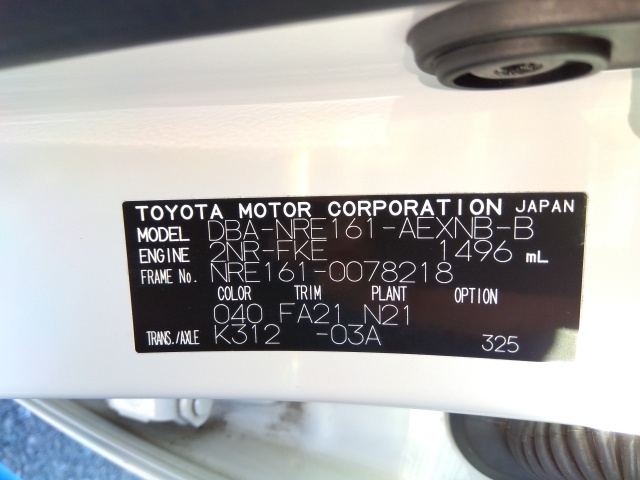 TOYOTA MOTOR CORPORATION JAPAN
MODEL DBA-NRE161-AEXNB-B
ENGINE 2NR-FKE 1496 mL
FRAME No. NRE161-0078218
COLOR TRIM PLANT OPTION
040 FA21 N21
TRANS./AXLE K312 -03A 325